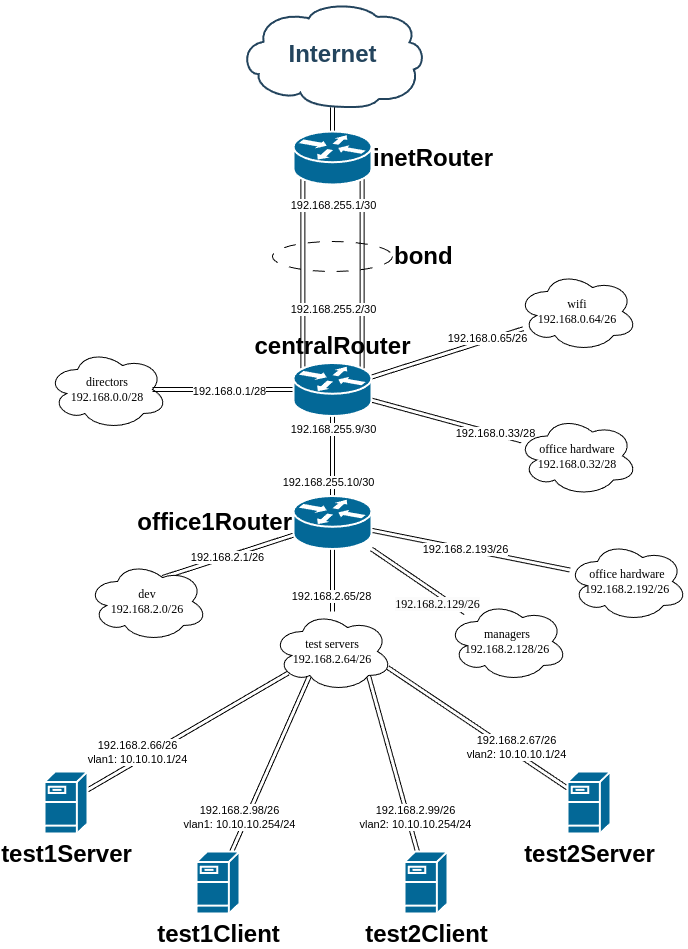 Internet
inetRouter
192.168.255.1/30
bond
192.168.255.2/30
wifi
192.168.0.64/26
192.168.0.65/26
centralRouter
directors
192.168.0.0/28
192.168.0.1/28
192.168.255.9/30
192.168.0.33/28
office hardware
192.168.0.32/28
192.168.255.10/30
office1Router
192.168.2.1/26
192.168.2.193/26
office hardware
192.168.2.192/26
dev
192.168.2.0/26
192.168.2.65/28
192.168.2.129/26
managers
192.168.2.128/26
test servers
192.168.2.64/26
192.168.2.66/26
vlan1: 10.10.10.1/24
192.168.2.67/26
vlan2: 10.10.10.1/24
192.168.2.98/26
vlan1: 10.10.10.254/24
192.168.2.99/26
vlan2: 10.10.10.254/24
test1Server
test2Server
test1Client
test2Client